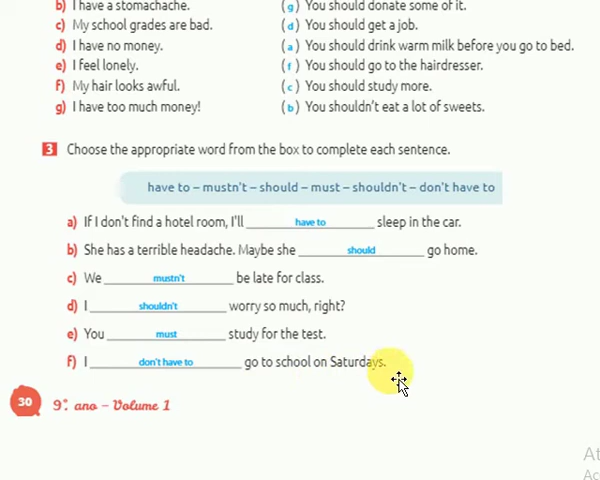 b) I have a stomachache. (g) You should donate some of it.
c) My school grades are bad. (d) You should get a job.
d) I have no money. (a) You should drink warm milk before you go to bed.
e) I feel lonely. (f) You should go to the hairdresser.
f) My hair looks awful. (c) You should study more.
g) I have too much money! (b) You shouldn't eat a lot of sweets.
3 Choose the appropriate word from the box to complete each sentence.
have to – mustn't – should – must – shouldn't – don't have to
a) If I don't find a hotel room, I'll have to sleep in the car.
b) She has a terrible headache. Maybe she should go home.
c) We mustn't be late for class.
d) I shouldn't worry so much, right?
e) You must study for the test.
f) I don't have to go to school on Saturdays.
30 9º. ano – Volume 1